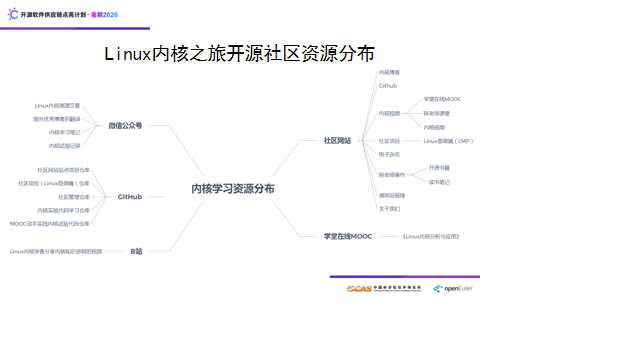 开源软件供应链点亮计划-暑期2020
Linux内核之旅开源社区资源分布
内核学习资源分布
微信公众号
Linux内核原理文章
国外优秀博客的翻译
内核学习笔记
内核试验记录
GitHub
社区网站站点项目仓库
社区项目（Linux显微镜）仓库
社区管理仓库
内核实验代码学习仓库
MOOC动手实践内核试验代码仓库
B站
Linux内核学者分享内核知识录制的视频
社区网站
内核博客
Github
内核视频
学堂在线MOOC
陈老师课堂
内核视频
社区项目
Linux显微镜（LMP）
电子杂志
陈老师著作
开源书籍
读书笔记
原网站链接
关于我们
学堂在线MOOC
《Linux内核分析与应用》
ISCAS 中国科学院软件研究所
openEuler